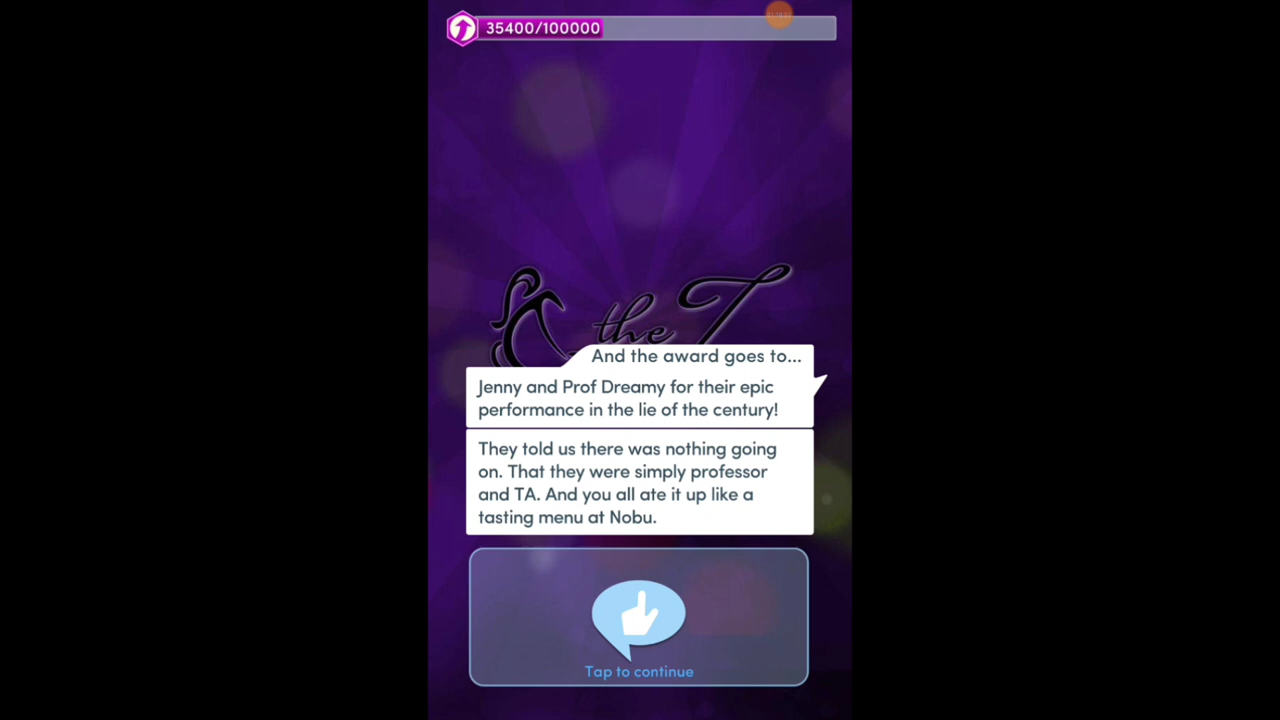 35400/100000
the T
And the award goes to...
Jenny and Prof Dreamy for their epic
performance in the lie of the century!
They told us there was nothing going
on. That they were simply professor
and TA. And you all ate it up like a
tasting menu at Nobu.
Tap to continue